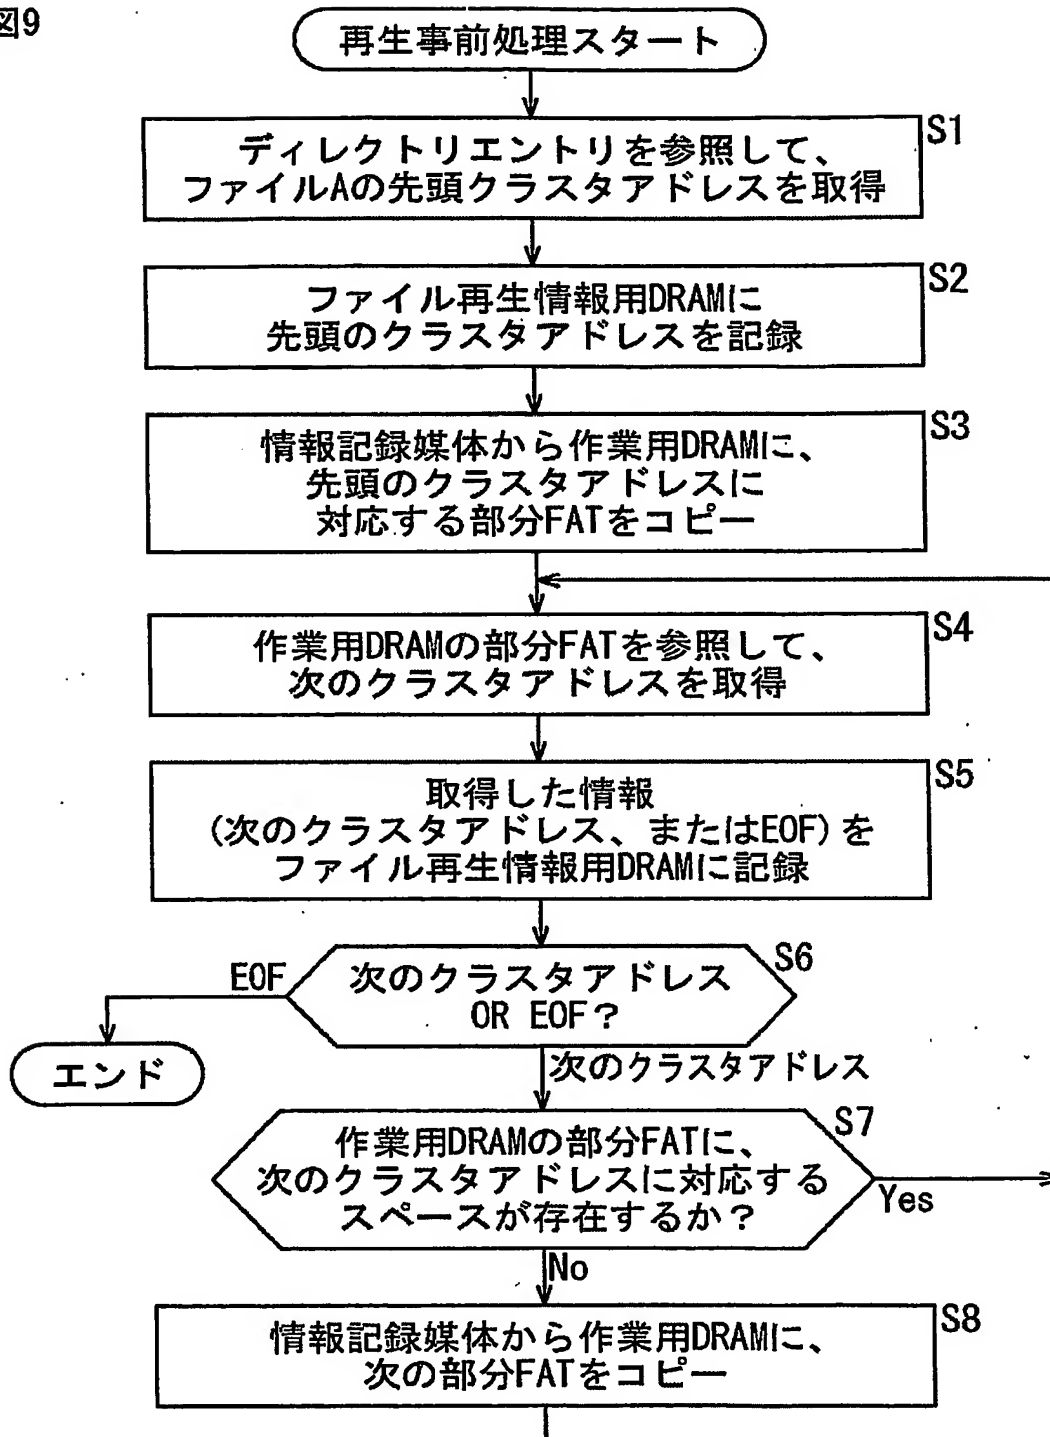 図9
再生事前処理スタート
S1
ディレクトリエントリを参照して、
ファイルAの先頭クラスタアドレスを取得
S2
ファイル再生情報用DRAMに
先頭のクラスタアドレスを記録
S3
情報記録媒体から作業用DRAMに、
先頭のクラスタアドレスに
対応する部分FATをコピー
S4
作業用DRAMの部分FATを参照して、
次のクラスタアドレスを取得
S5
取得した情報
(次のクラスタアドレス、またはEOF)を
ファイル再生情報用DRAMに記録
S6
EOF
次のクラスタアドレス
OR EOF?
エンド
次のクラスタアドレス
S7
作業用DRAMの部分FATに、
次のクラスタアドレスに対応する
スペースが存在するか?
Yes
No
S8
情報記録媒体から作業用DRAMに、
次の部分FATをコピー